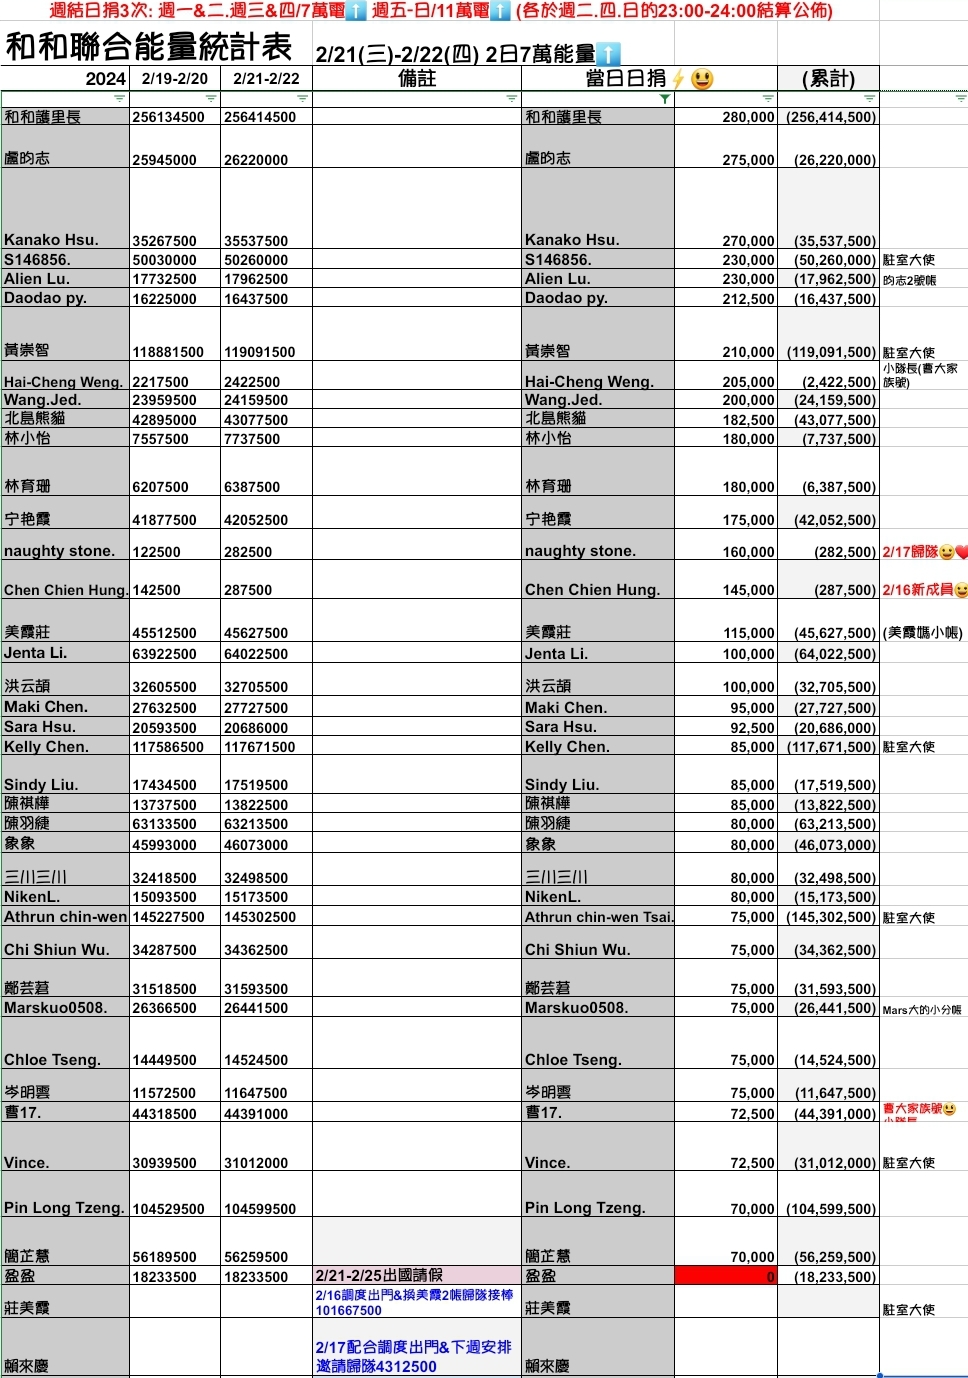 週結日捐3次: 週一&二.週三&四/7萬電⬆️ 週五-日/11萬電⬆️ (各於週二.四.日的23:00-24:00結算公佈)
和和聯合能量統計表 2/21(三)-2/22(四) 2日7萬能量⬆️
2024 2/19-2/20 2/21-2/22 備註 當日日捐⚡😃 (累計)
和和護里長 256134500 256414500 和和護里長 280,000 (256,414,500)
盧昀志 25945000 26220000 盧昀志 275,000 (26,220,000)
Kanako Hsu. 35267500 35537500 Kanako Hsu. 270,000 (35,537,500)
S146856. 50030000 50260000 S146856. 230,000 (50,260,000) 駐室大使
Alien Lu. 17732500 17962500 Alien Lu. 230,000 (17,962,500) 昀志2號帳
Daodao py. 16225000 16437500 Daodao py. 212,500 (16,437,500)
黃崇智 118881500 119091500 黃崇智 210,000 (119,091,500) 駐室大使
Hai-Cheng Weng. 2217500 2422500 Hai-Cheng Weng. 205,000 (2,422,500) 小隊長(曹大家
族號)
Wang.Jed. 23959500 24159500 Wang.Jed. 200,000 (24,159,500)
北島熊貓 42895000 43077500 北島熊貓 182,500 (43,077,500)
林小怡 7557500 7737500 林小怡 180,000 (7,737,500)
林育珊 6207500 6387500 林育珊 180,000 (6,387,500)
宁艳霞 41877500 42052500 宁艳霞 175,000 (42,052,500)
naughty stone. 122500 282500 naughty stone. 160,000 (282,500) 2/17歸隊😀❤️
Chen Chien Hung. 142500 287500 Chen Chien Hung. 145,000 (287,500) 2/16新成員😀
美霞莊 45512500 45627500 美霞莊 115,000 (45,627,500) (美霞媽小帳)
Jenta Li. 63922500 64022500 Jenta Li. 100,000 (64,022,500)
洪云頡 32605500 32705500 洪云頡 100,000 (32,705,500)
Maki Chen. 27632500 27727500 Maki Chen. 95,000 (27,727,500)
Sara Hsu. 20593500 20686000 Sara Hsu. 92,500 (20,686,000)
Kelly Chen. 117586500 117671500 Kelly Chen. 85,000 (117,671,500) 駐室大使
Sindy Liu. 17434500 17519500 Sindy Liu. 85,000 (17,519,500)
陳祺樺 13737500 13822500 陳祺樺 85,000 (13,822,500)
陳羽緁 63133500 63213500 陳羽緁 80,000 (63,213,500)
象象 45993000 46073000 象象 80,000 (46,073,000)
三川三川 32418500 32498500 三川三川 80,000 (32,498,500)
NikenL. 15093500 15173500 NikenL. 80,000 (15,173,500)
Athrun chin-wen 145227500 145302500 Athrun chin-wen Tsai. 75,000 (145,302,500) 駐室大使
Chi Shiun Wu. 34287500 34362500 Chi Shiun Wu. 75,000 (34,362,500)
鄭芸萻 31518500 31593500 鄭芸萻 75,000 (31,593,500)
Marskuo0508. 26366500 26441500 Marskuo0508. 75,000 (26,441,500) Mars大的小分帳
Chloe Tseng. 14449500 14524500 Chloe Tseng. 75,000 (14,524,500)
岑明雲 11572500 11647500 岑明雲 75,000 (11,647,500)
曹17. 44318500 44391000 曹17. 72,500 (44,391,000) 曹大家族號😃
小隊長
Vince. 30939500 31012000 Vince. 72,500 (31,012,000) 駐室大使
Pin Long Tzeng. 104529500 104599500 Pin Long Tzeng. 70,000 (104,599,500)
簡芷慧 56189500 56259500 簡芷慧 70,000 (56,259,500)
盈盈 18233500 18233500 2/21-2/25出國請假 盈盈 0 (18,233,500)
莊美霞 2/16調度出門&換美霞2帳歸隊接棒 莊美霞 駐室大使
101667500
賴來慶 2/17配合調度出門&下週安排 賴來慶
邀請歸隊4312500